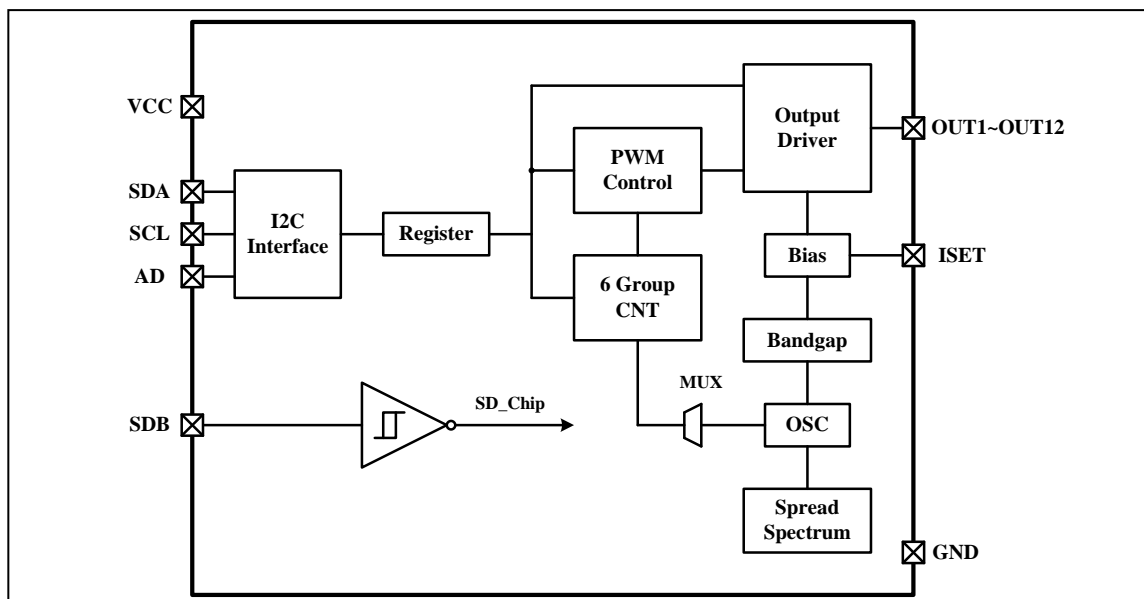 VCC
SDA
SCL
AD
SDB
I2C
Interface
Register
SD_Chip
PWM
Control
6 Group
CNT
MUX
Output
Driver
Bias
Bandgap
OSC
Spread
Spectrum
OUT1~OUT12
ISET
GND